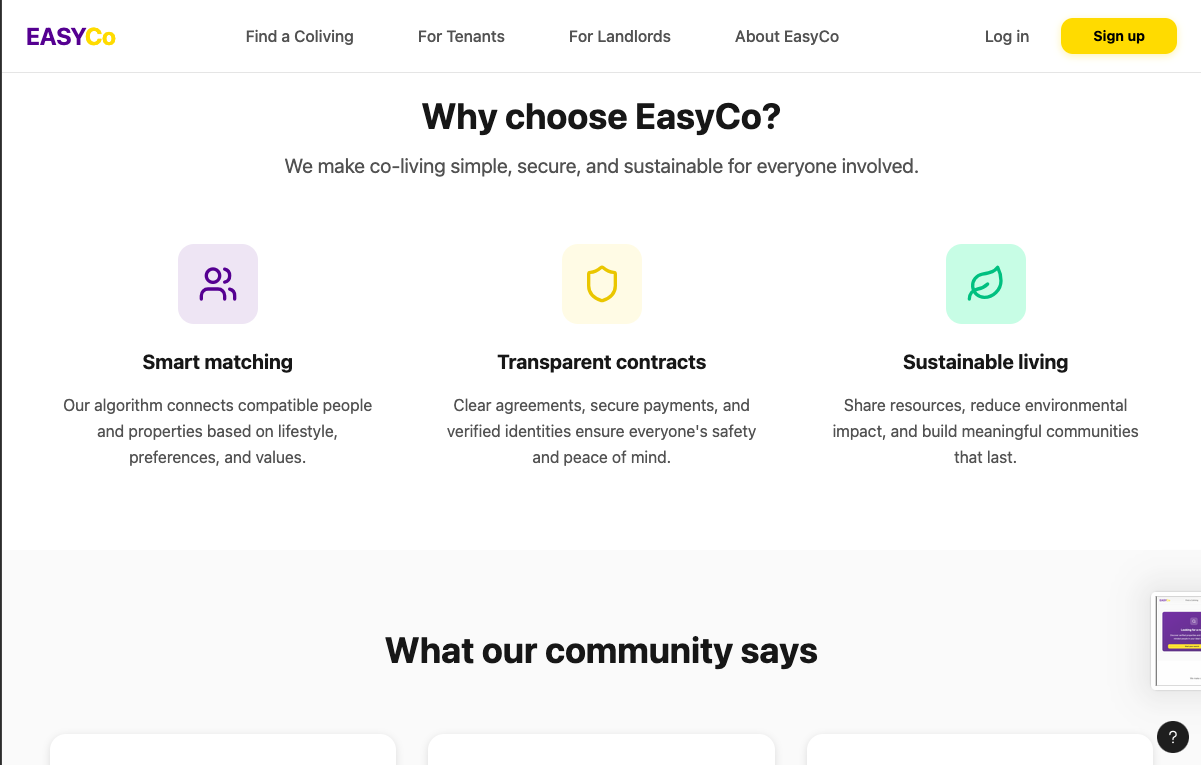 EASYCo Find a Coliving For Tenants For Landlords About EasyCo Log in Sign up
Why choose EasyCo?
We make co-living simple, secure, and sustainable for everyone involved.
Smart matching
Our algorithm connects compatible people
and properties based on lifestyle,
preferences, and values.
Transparent contracts
Clear agreements, secure payments, and
verified identities ensure everyone's safety
and peace of mind.
Sustainable living
Share resources, reduce environmental
impact, and build meaningful communities
that last.
What our community says
?